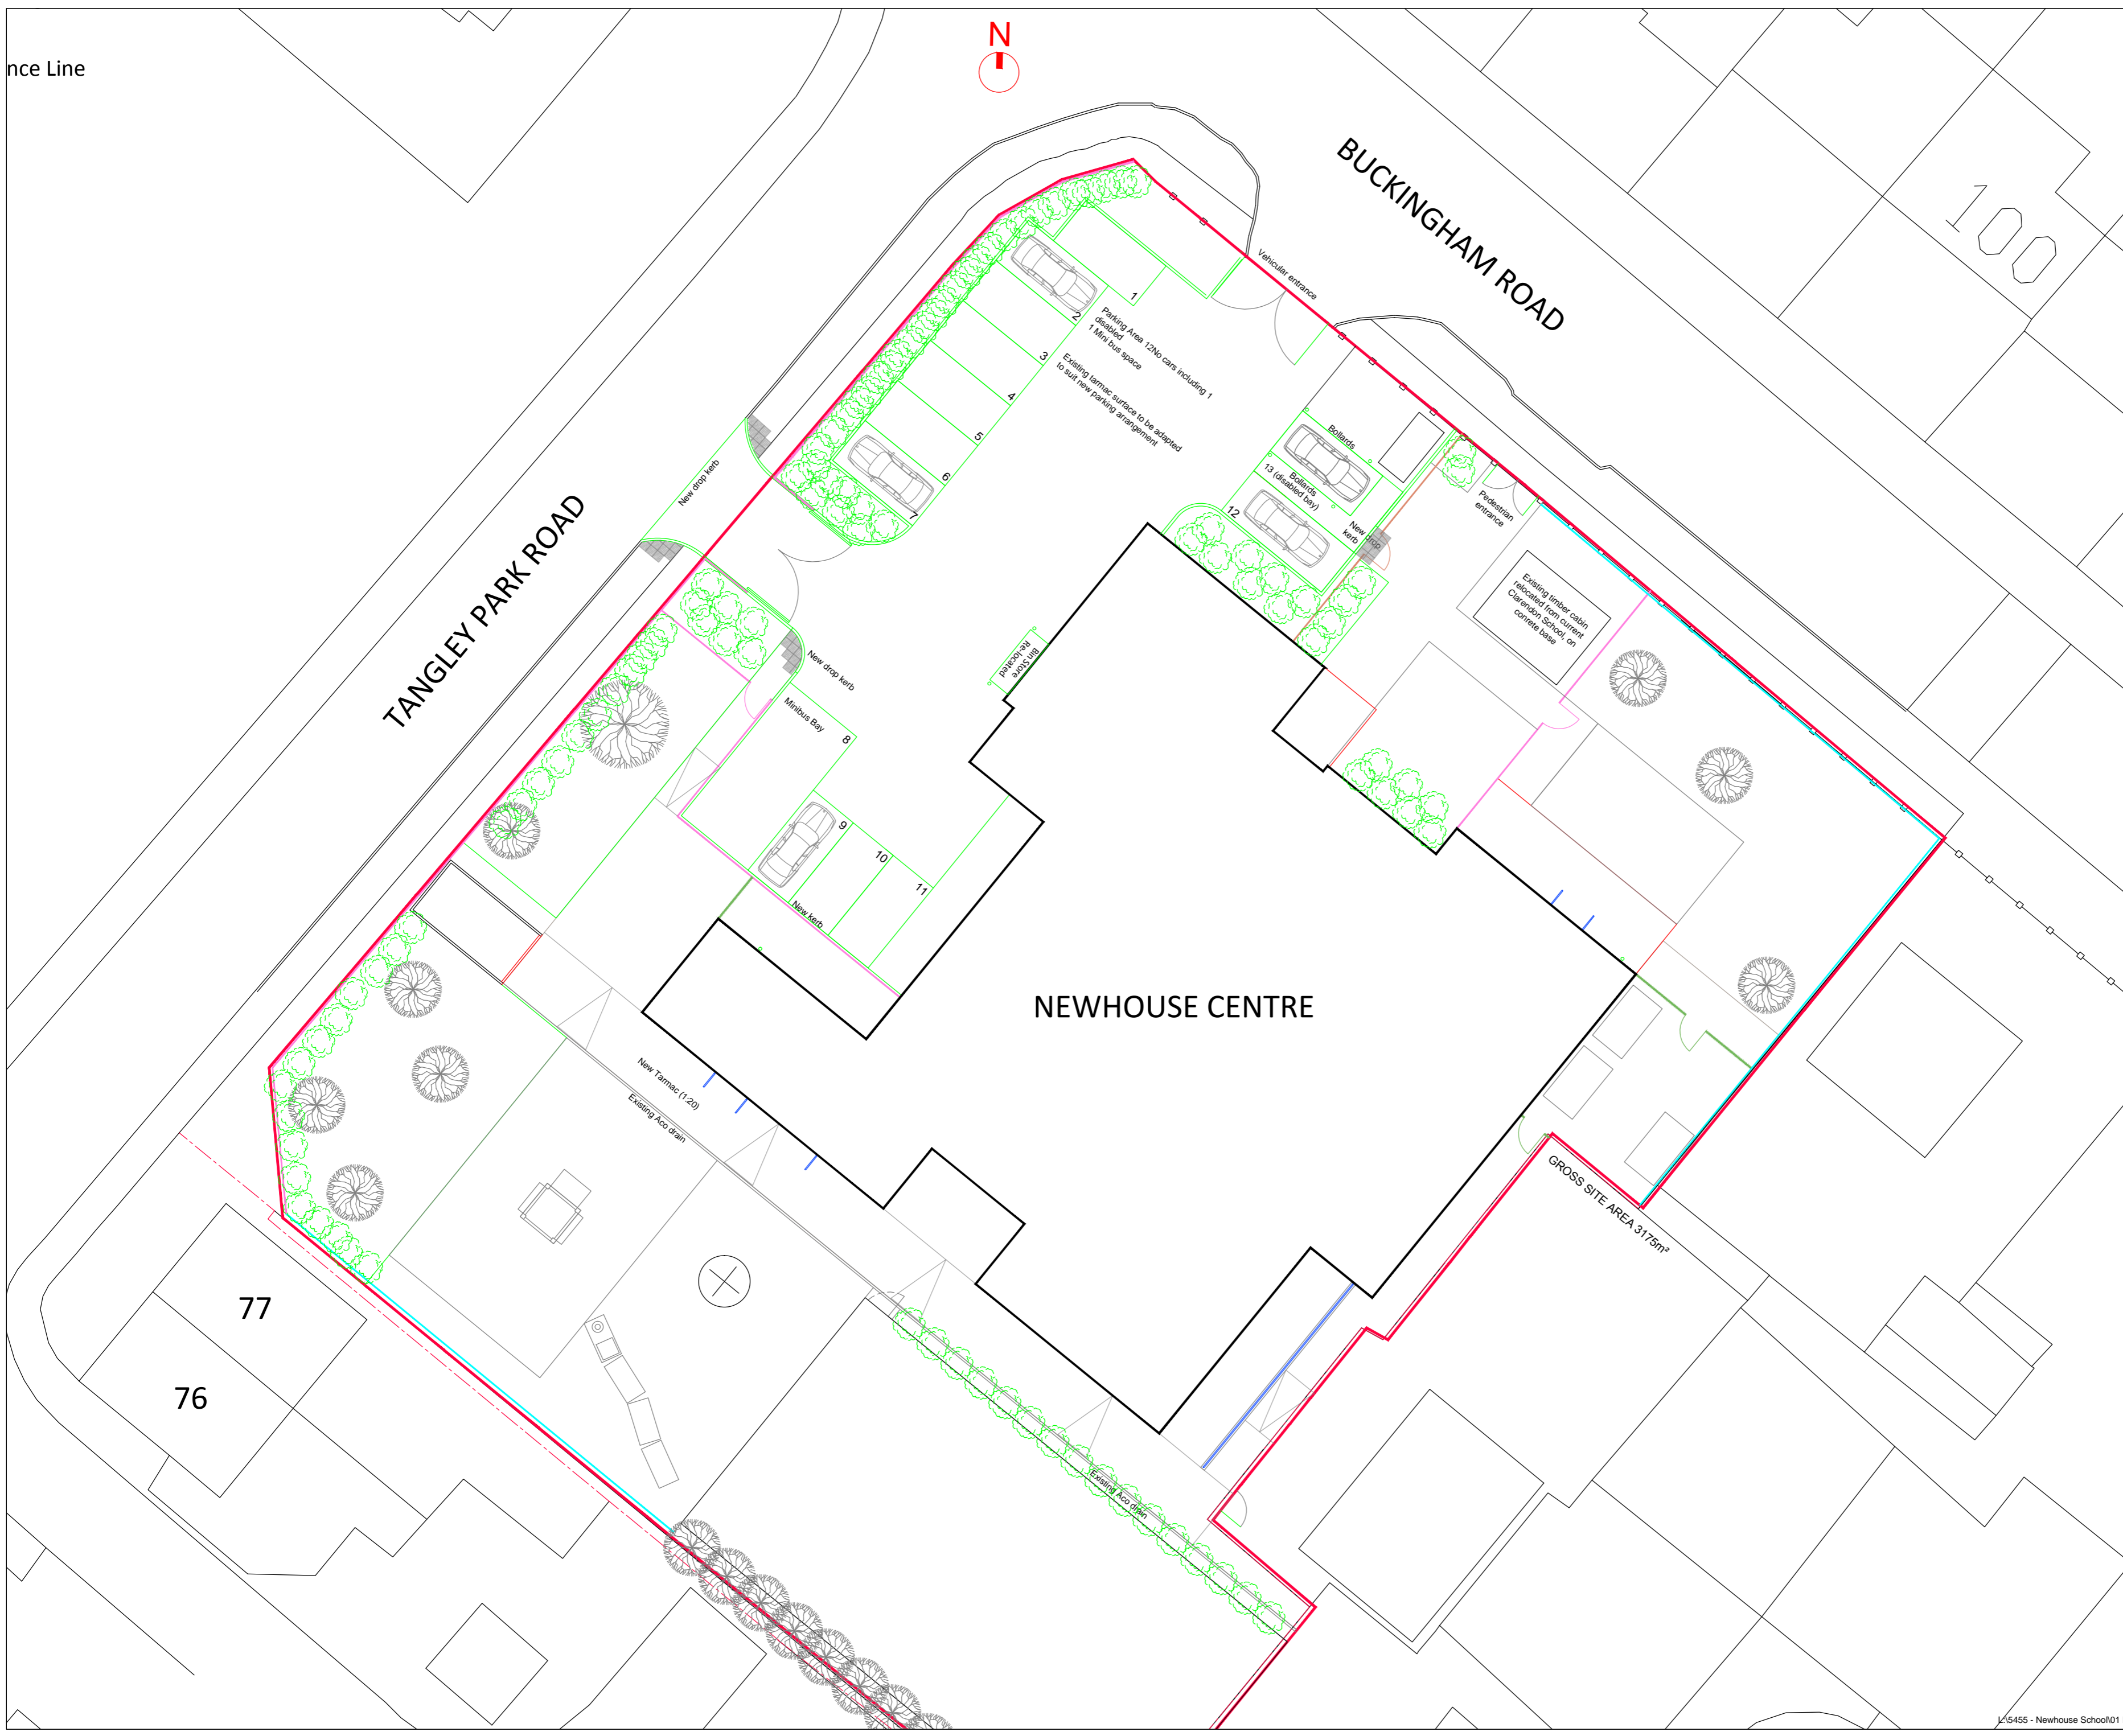 nce Line
N
BUCKINGHAM ROAD
100
Vehicular entrance
1
2
3
4
5
6
7
Parking Area 12No cars including 1
disabled
1 Mini bus space
Existing tarmac surface to be adapted
to suit new parking arrangement
Bollards
13 (disabled bay)
Bollards
12
New drop
kerb
Pedestrian
entrance
New drop kerb
TANGLEY PARK ROAD
Existing timber cabin
relocated from current
Clarendon School, on
conrete base
Bin Store
Re-located
New drop kerb
Minibus Bay
8
9
10
11
New kerb
NEWHOUSE CENTRE
New Tarmac (1:20)
Existing Aco drain
GROSS SITE AREA 3175m²
77
76
Existing Aco drain
L:\5455 - Newhouse School\01